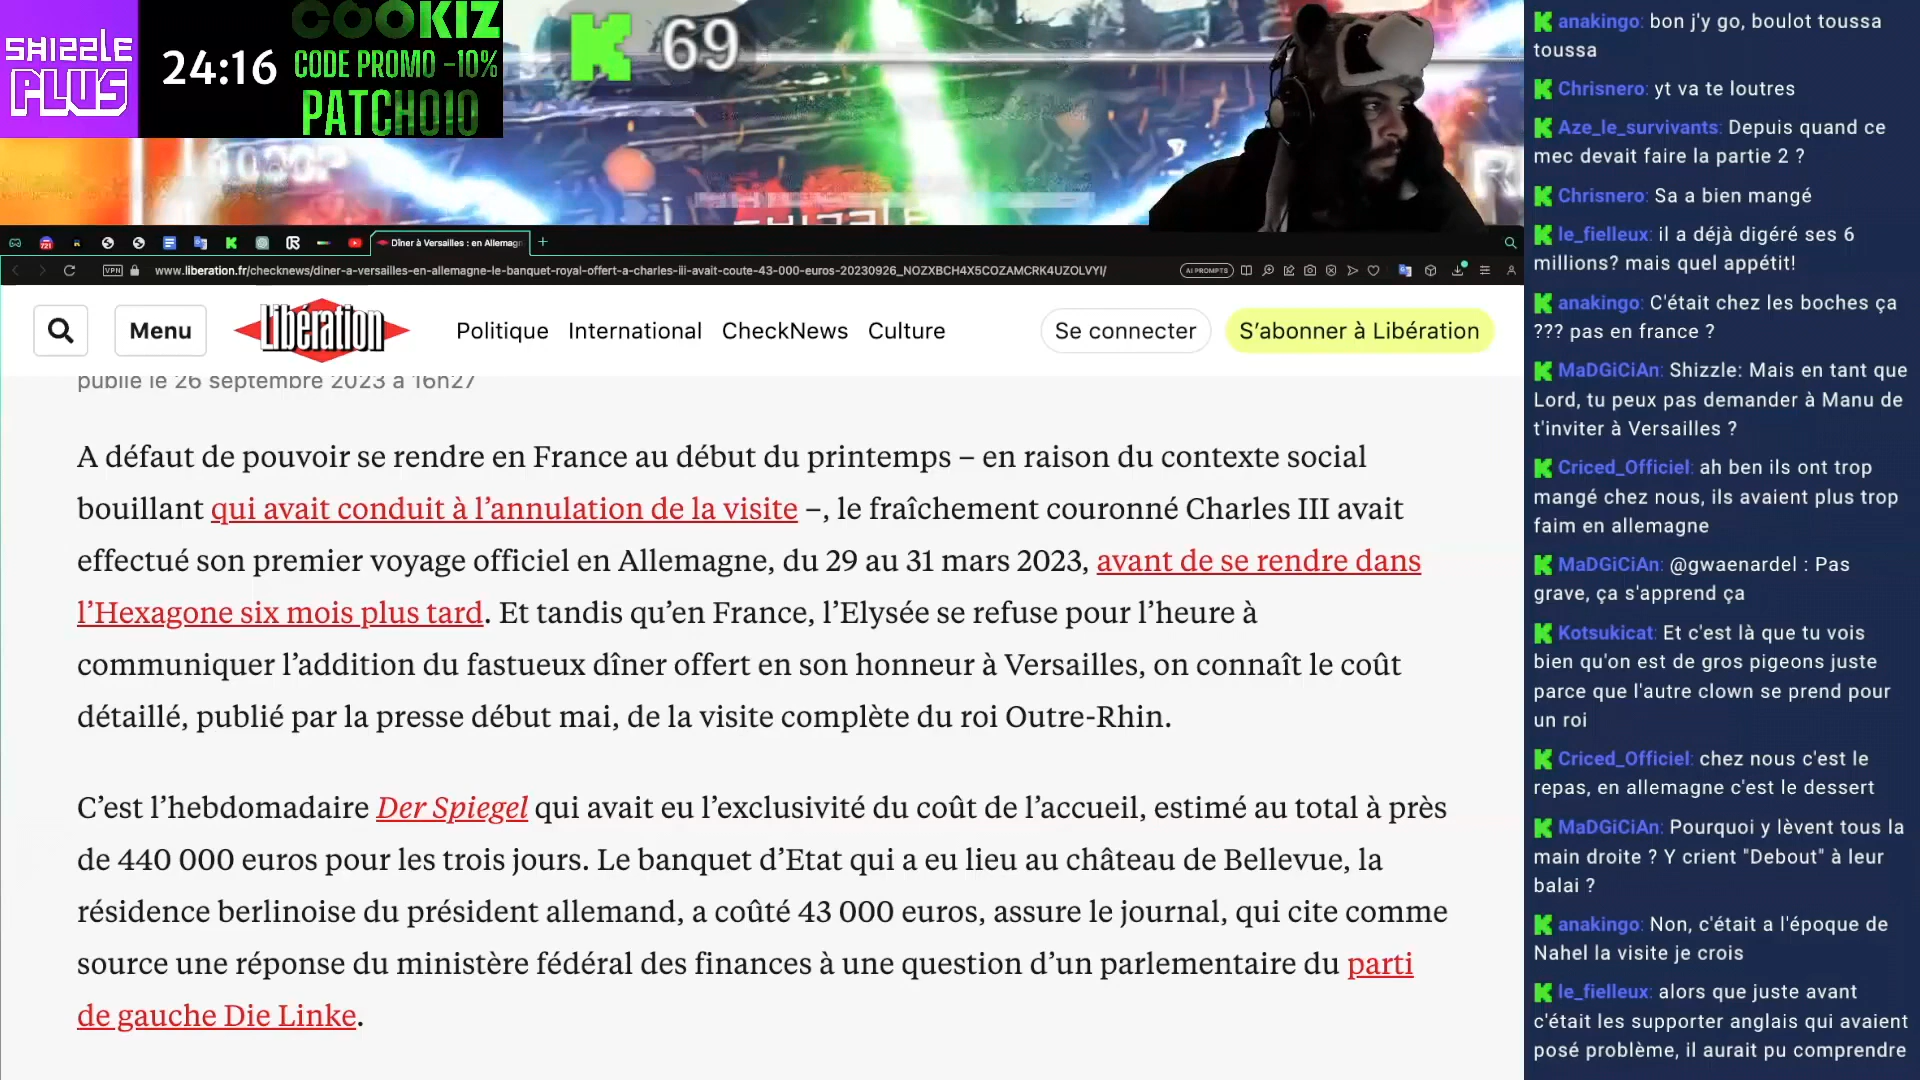 SHIZZLE
PLUS
24:16
COOKIZ
CODE PROMO -10%
PATCHO10
K 69
1080P
Dîner à Versailles : en Allemagn
www.liberation.fr/checknews/diner-a-versailles-en-allemagne-le-banquet-royal-offert-a-charles-iii-avait-coute-43-000-euros-20230926_NOZXBCH4X5COZAMCRK4UZOLVYI/
VPN
AI PROMPTS
Menu
Libération
Politique
International
CheckNews
Culture
Se connecter
S’abonner à Libération
publié le 26 septembre 2023 à 16h27
A défaut de pouvoir se rendre en France au début du printemps – en raison du contexte social
bouillant qui avait conduit à l’annulation de la visite –, le fraîchement couronné Charles III avait
effectué son premier voyage officiel en Allemagne, du 29 au 31 mars 2023, avant de se rendre dans
l’Hexagone six mois plus tard. Et tandis qu’en France, l’Elysée se refuse pour l’heure à
communiquer l’addition du fastueux dîner offert en son honneur à Versailles, on connaît le coût
détaillé, publié par la presse début mai, de la visite complète du roi Outre-Rhin.
C’est l’hebdomadaire Der Spiegel qui avait eu l’exclusivité du coût de l’accueil, estimé au total à près
de 440 000 euros pour les trois jours. Le banquet d’Etat qui a eu lieu au château de Bellevue, la
résidence berlinoise du président allemand, a coûté 43 000 euros, assure le journal, qui cite comme
source une réponse du ministère fédéral des finances à une question d’un parlementaire du parti
de gauche Die Linke.
anakingo: bon j'y go, boulot toussa
toussa
Chrisnero: yt va te loutres
Aze_le_survivants: Depuis quand ce
mec devait faire la partie 2 ?
Chrisnero: Sa a bien mangé
le_fielleux: il a déjà digéré ses 6
millions? mais quel appétit!
anakingo: C'était chez les boches ça
??? pas en france ?
MaDGiCiAn: Shizzle: Mais en tant que
Lord, tu peux pas demander à Manu de
t'inviter à Versailles ?
Criced_Officiel: ah ben ils ont trop
mangé chez nous, ils avaient plus trop
faim en allemagne
MaDGiCiAn: @gwaenardel : Pas
grave, ça s'apprend ça
Kotsukicat: Et c'est là que tu vois
bien qu'on est de gros pigeons juste
parce que l'autre clown se prend pour
un roi
Criced_Officiel: chez nous c'est le
repas, en allemagne c'est le dessert
MaDGiCiAn: Pourquoi y lèvent tous la
main droite ? Y crient "Debout" à leur
balai ?
anakingo: Non, c'était a l'époque de
Nahel la visite je crois
le_fielleux: alors que juste avant
c'était les supporter anglais qui avaient
posé problème, il aurait pu comprendre